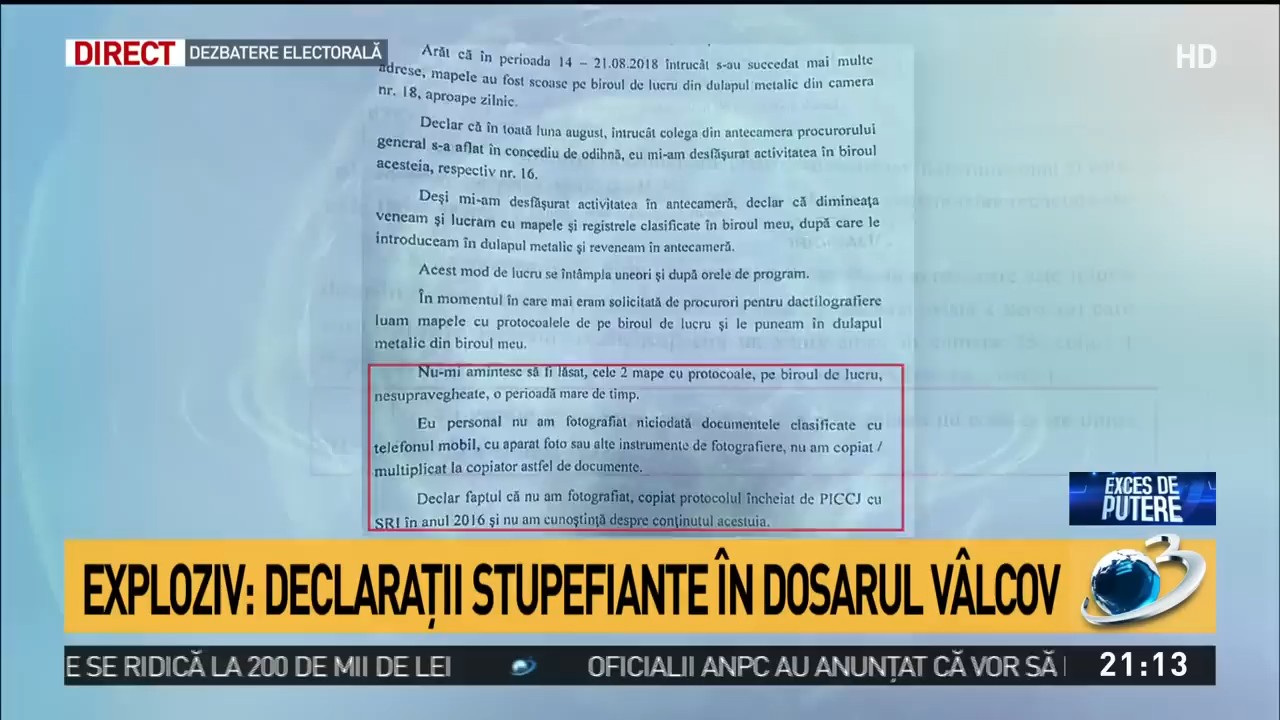 DIRECT
DEZBATERE ELECTORALĂ
HD
Arăt că în perioada 14 – 21.08.2018 întrucât s-au succedat mai multe
adrese, mapele au fost scoase pe biroul de lucru din dulapul metalic din camera
nr. 18, aproape zilnic.
Declar că în toată luna august, întrucât colega din antecamera procurorului
general s-a aflat în concediu de odihnă, eu mi-am desfășurat activitatea în biroul
acesteia, respectiv nr. 16.
Deși mi-am desfășurat activitatea în antecameră, declar că dimineața
veneam și lucram cu mapele și registrele clasificate în biroul meu, după care le
introduceam în dulapul metalic și reveneam în antecameră.
Acest mod de lucru se întâmpla uneori și după orele de program.
În momentul în care mai eram solicitată de procurori pentru dactilografiere
luam mapele cu protocoalele de pe biroul de lucru și le puneam în dulapul
metalic din biroul meu.
Nu-mi amintesc să fi lăsat, cele 2 mape cu protocoale, pe biroul de lucru,
nesupravegheate, o perioadă mare de timp.
Eu personal nu am fotografiat niciodată documentele clasificate cu
telefonul mobil, cu aparat foto sau alte instrumente de fotografiere, nu am copiat /
multiplicat la copiator astfel de documente.
Declar faptul că nu am fotografiat, copiat protocolul încheiat de PICCJ cu
SRI în anul 2016 și nu am cunoștință despre conținutul acestuia.
EXCES DE
PUTERE
EXPLOZIV: DECLARAȚII STUPEFIANTE ÎN DOSARUL VÂLCOV
3
E SE RIDICĂ LA 200 DE MII DE LEI
OFICIALII ANPC AU ANUNȚAT CĂ VOR SĂ
21:13